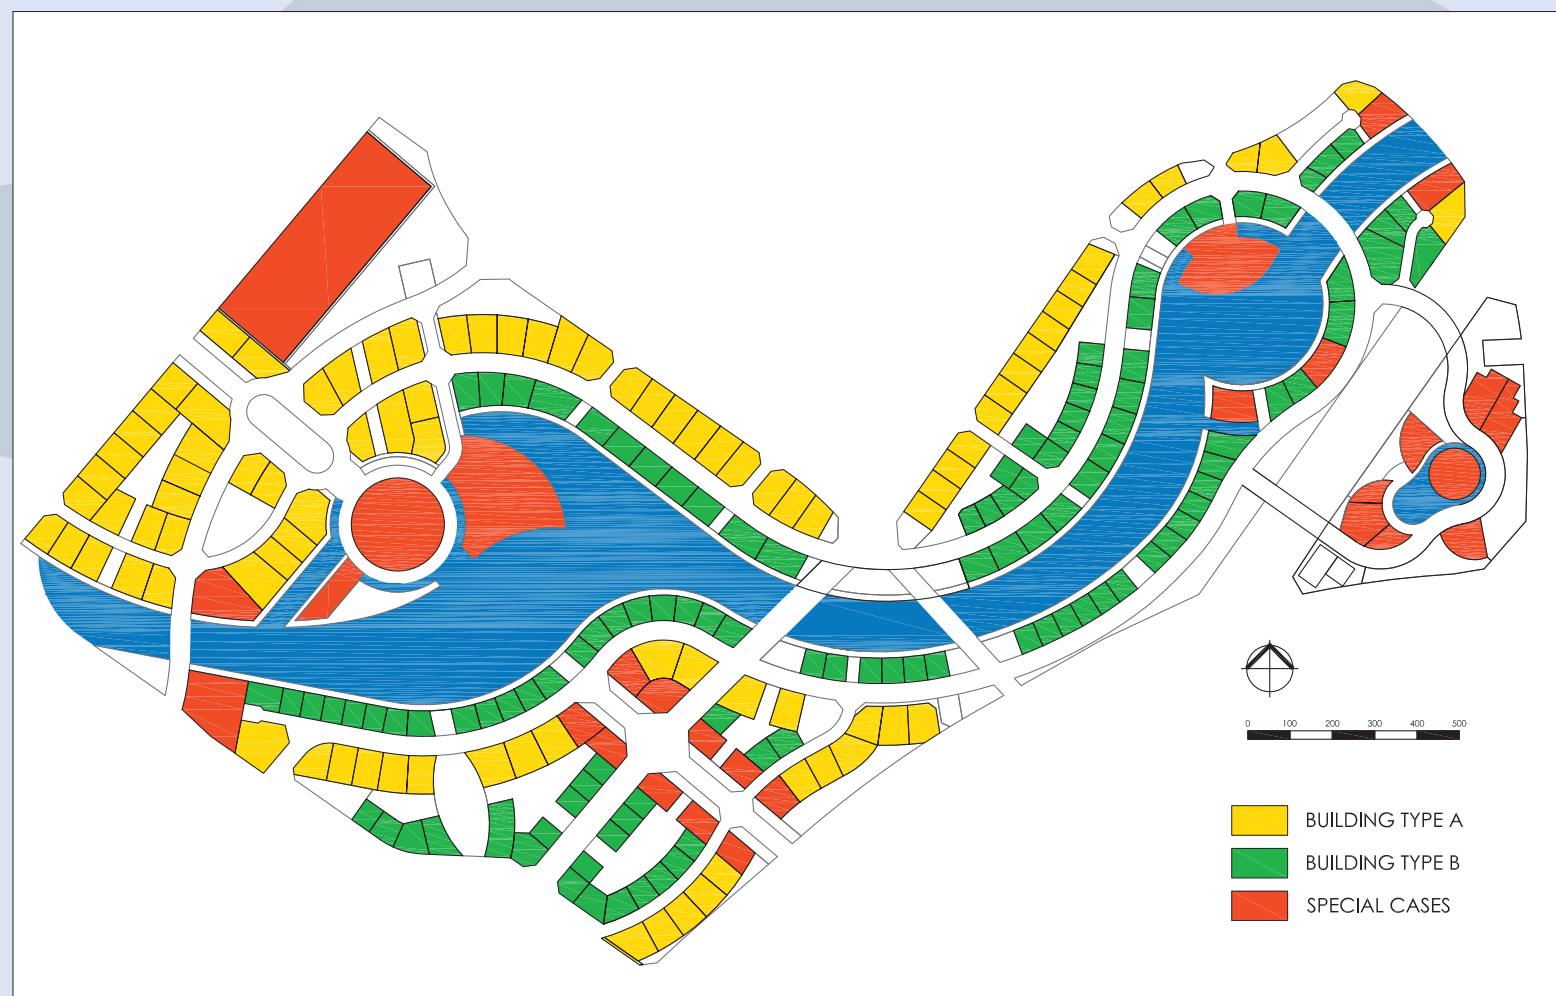 0 100 200 300 400 500
BUILDING TYPE A
BUILDING TYPE B
SPECIAL CASES